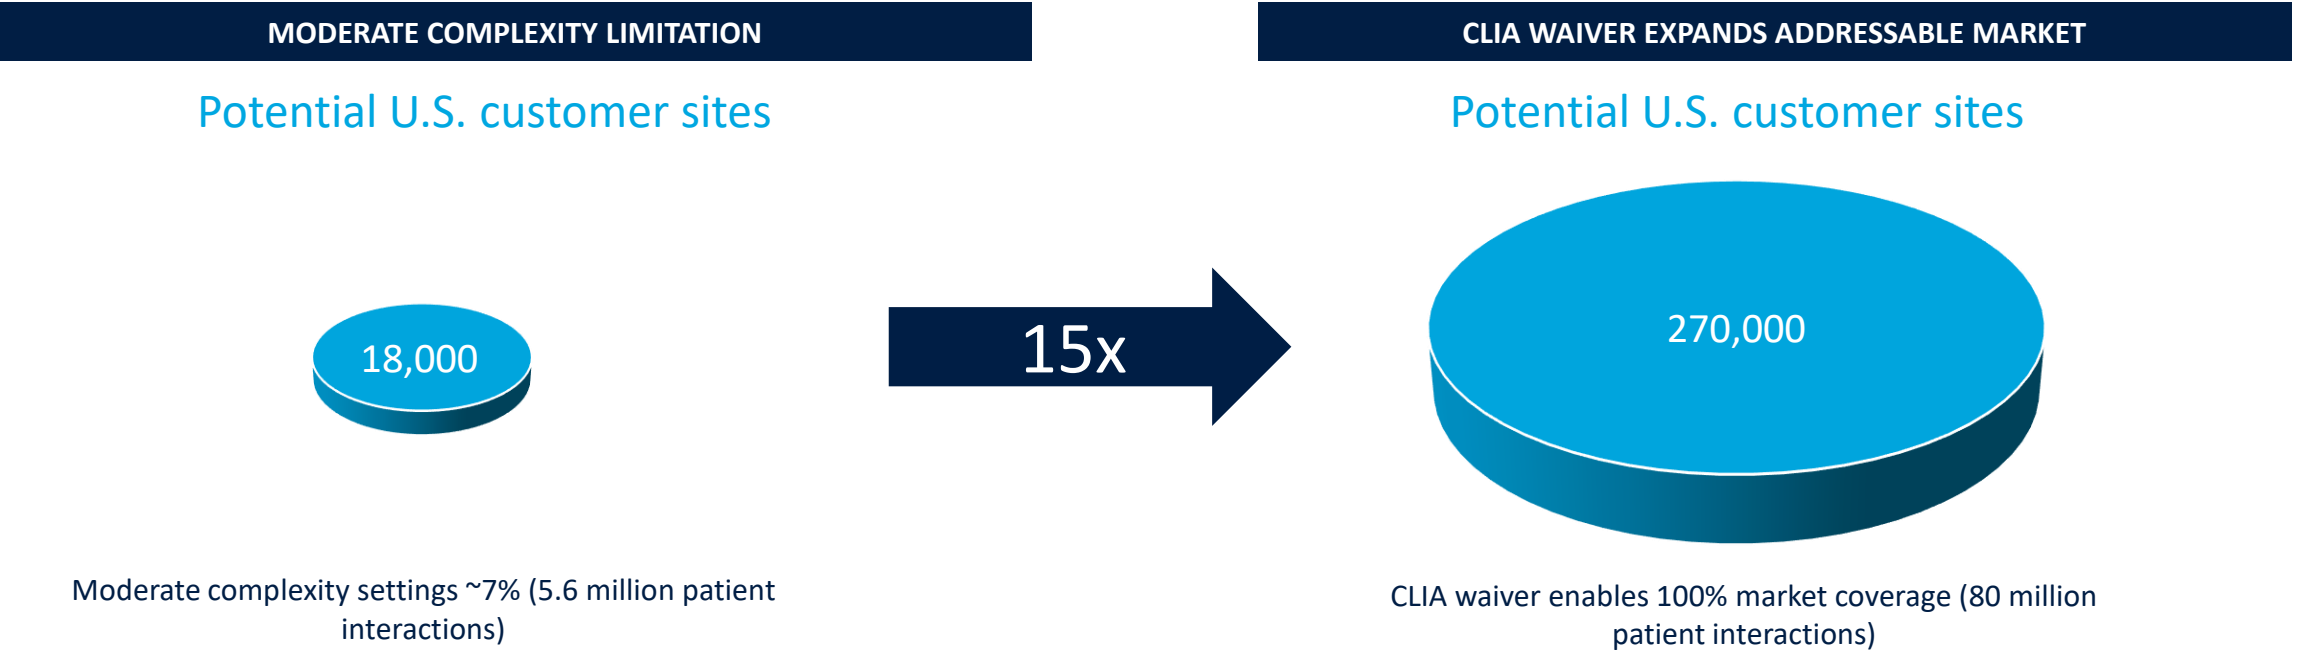 MODERATE COMPLEXITY LIMITATION
Potential U.S. customer sites
18,000
Moderate complexity settings ~7% (5.6 million patient
interactions)
15x
CLIA WAIVER EXPANDS ADDRESSABLE MARKET
Potential U.S. customer sites
270,000
CLIA waiver enables 100% market coverage (80 million
patient interactions)